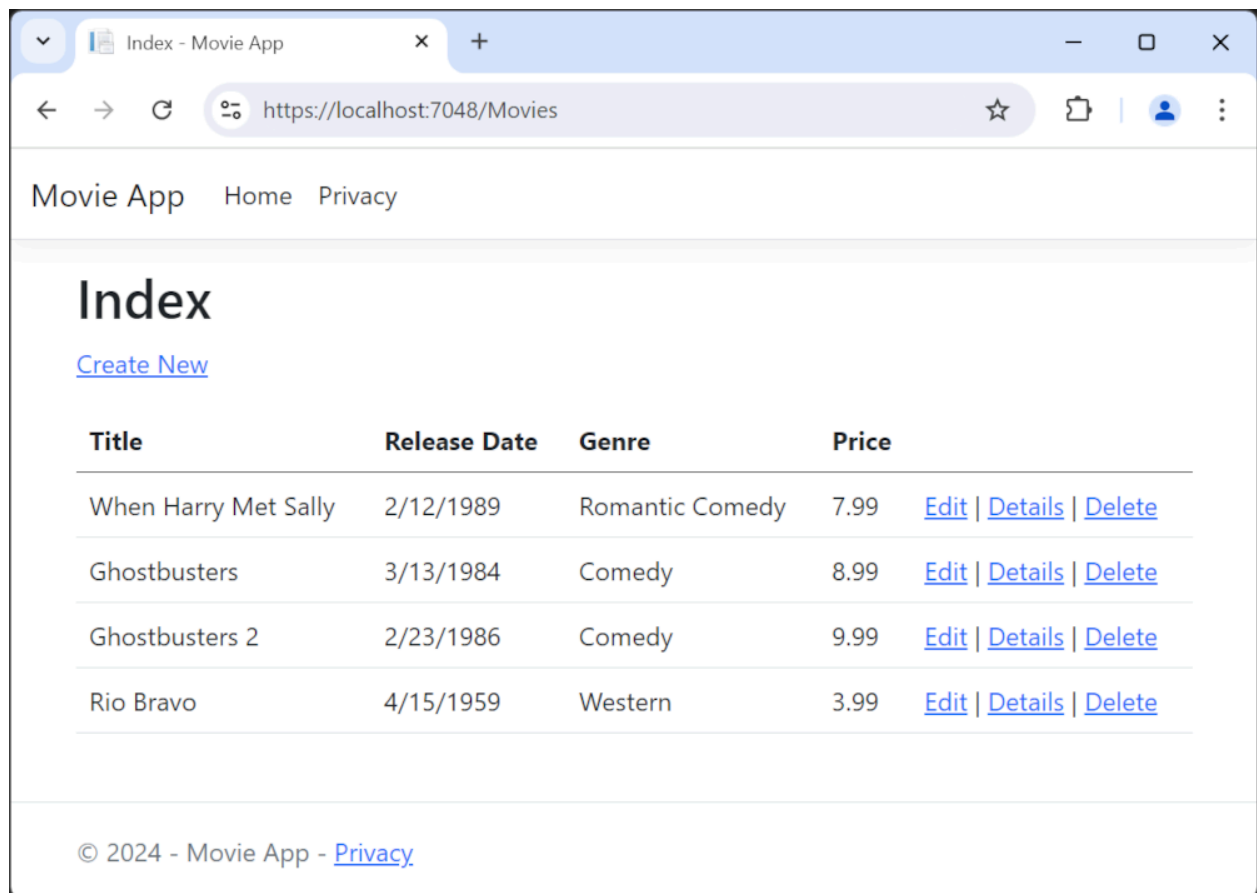 Index - Movie App
https://localhost:7048/Movies
Movie App Home Privacy
Index
Create New
Title Release Date Genre Price
When Harry Met Sally 2/12/1989 Romantic Comedy 7.99 Edit | Details | Delete
Ghostbusters 3/13/1984 Comedy 8.99 Edit | Details | Delete
Ghostbusters 2 2/23/1986 Comedy 9.99 Edit | Details | Delete
Rio Bravo 4/15/1959 Western 3.99 Edit | Details | Delete
© 2024 - Movie App - Privacy